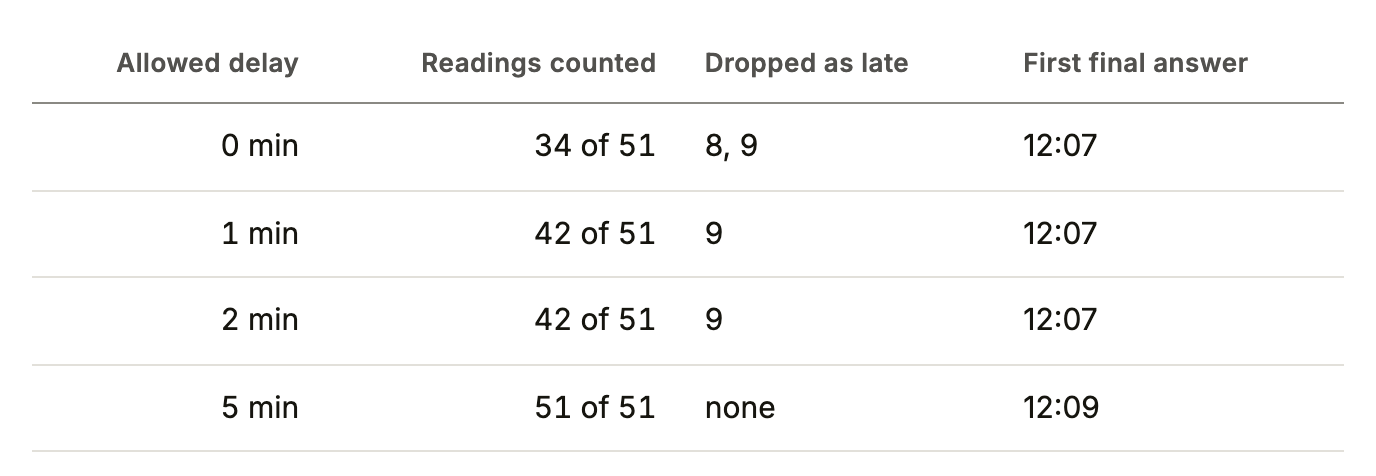 Allowed delay Readings counted Dropped as late First final answer
0 min 34 of 51 8, 9 12:07
1 min 42 of 51 9 12:07
2 min 42 of 51 9 12:07
5 min 51 of 51 none 12:09